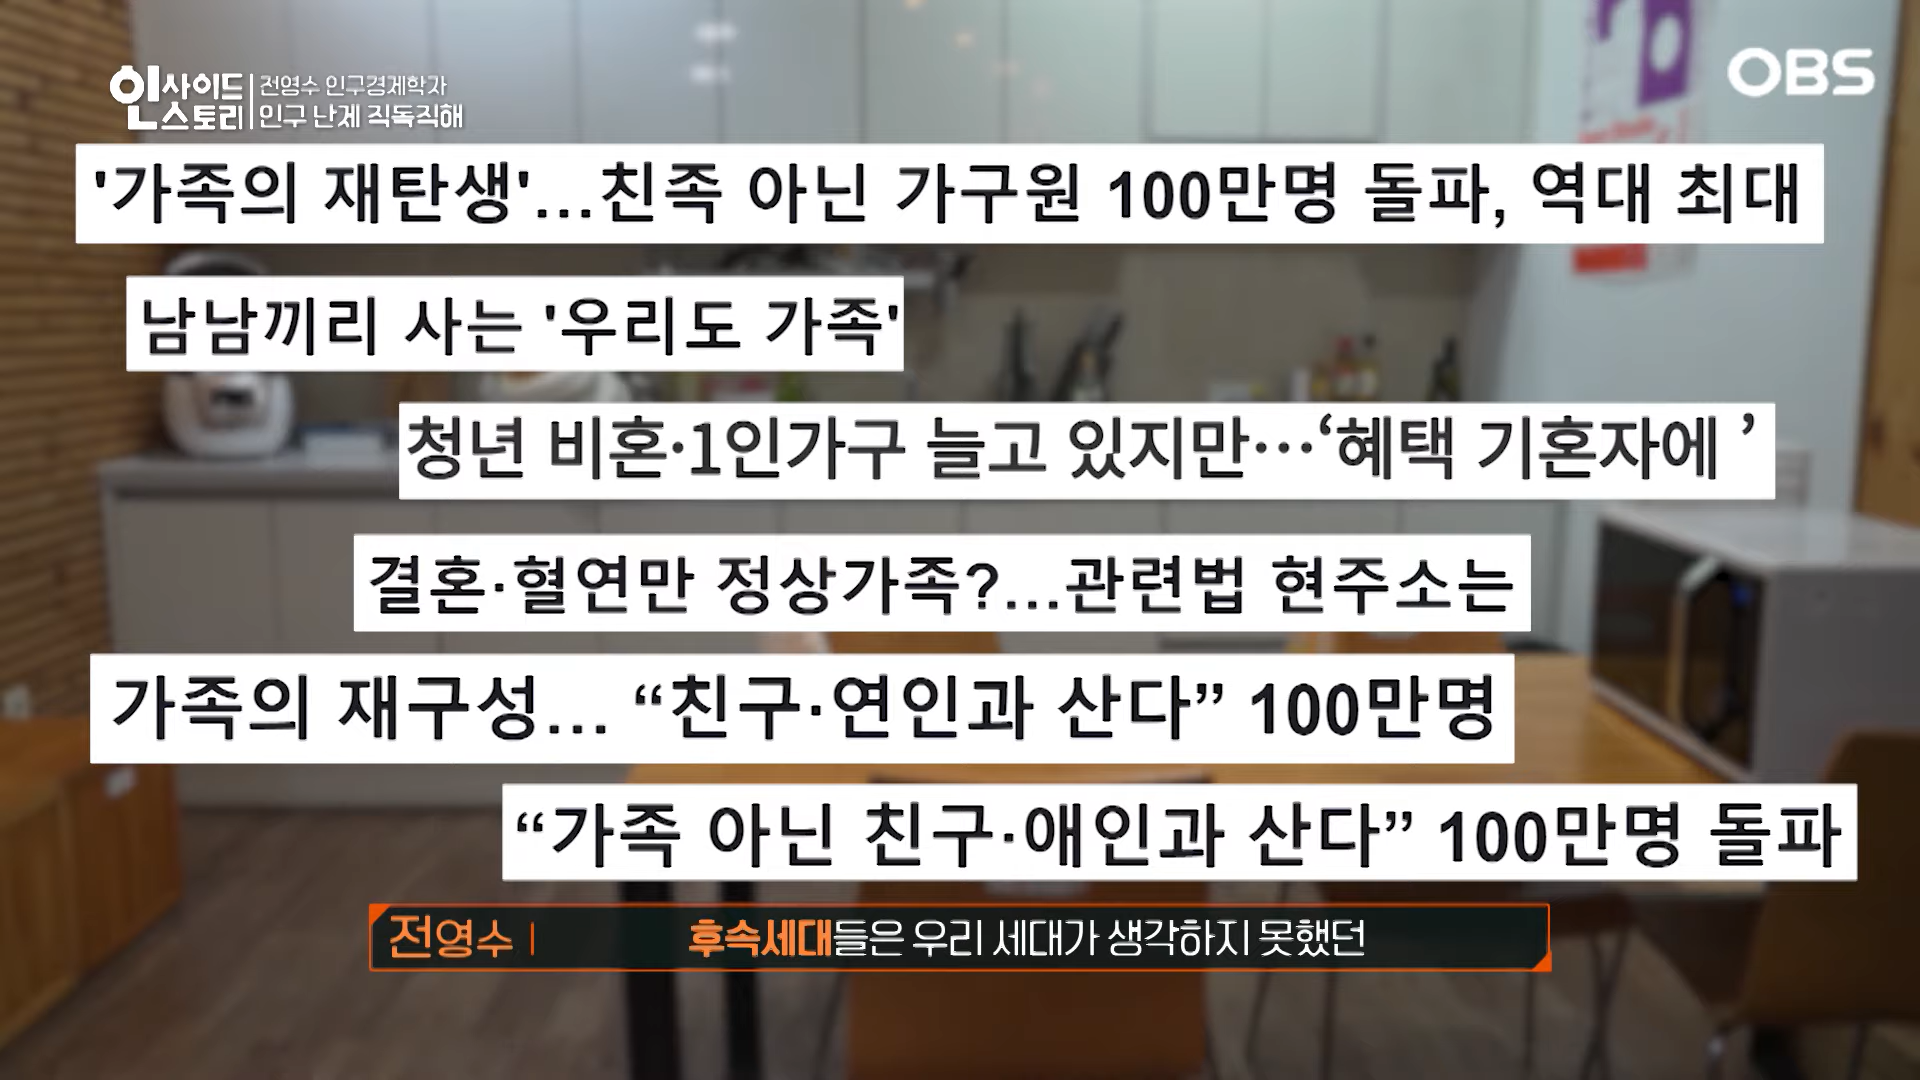 인사이드 스토리
전영수 인구경제학자
인구 난제 직독직해
OBS
'가족의 재탄생'...친족 아닌 가구원 100만명 돌파, 역대 최대
남남끼리 사는 '우리도 가족'
청년 비혼·1인가구 늘고 있지만…‘혜택 기혼자에 ’
결혼·혈연만 정상가족?...관련법 현주소는
가족의 재구성... “친구·연인과 산다” 100만명
“가족 아닌 친구·애인과 산다” 100만명 돌파
전영수 후속세대들은 우리 세대가 생각하지 못했던